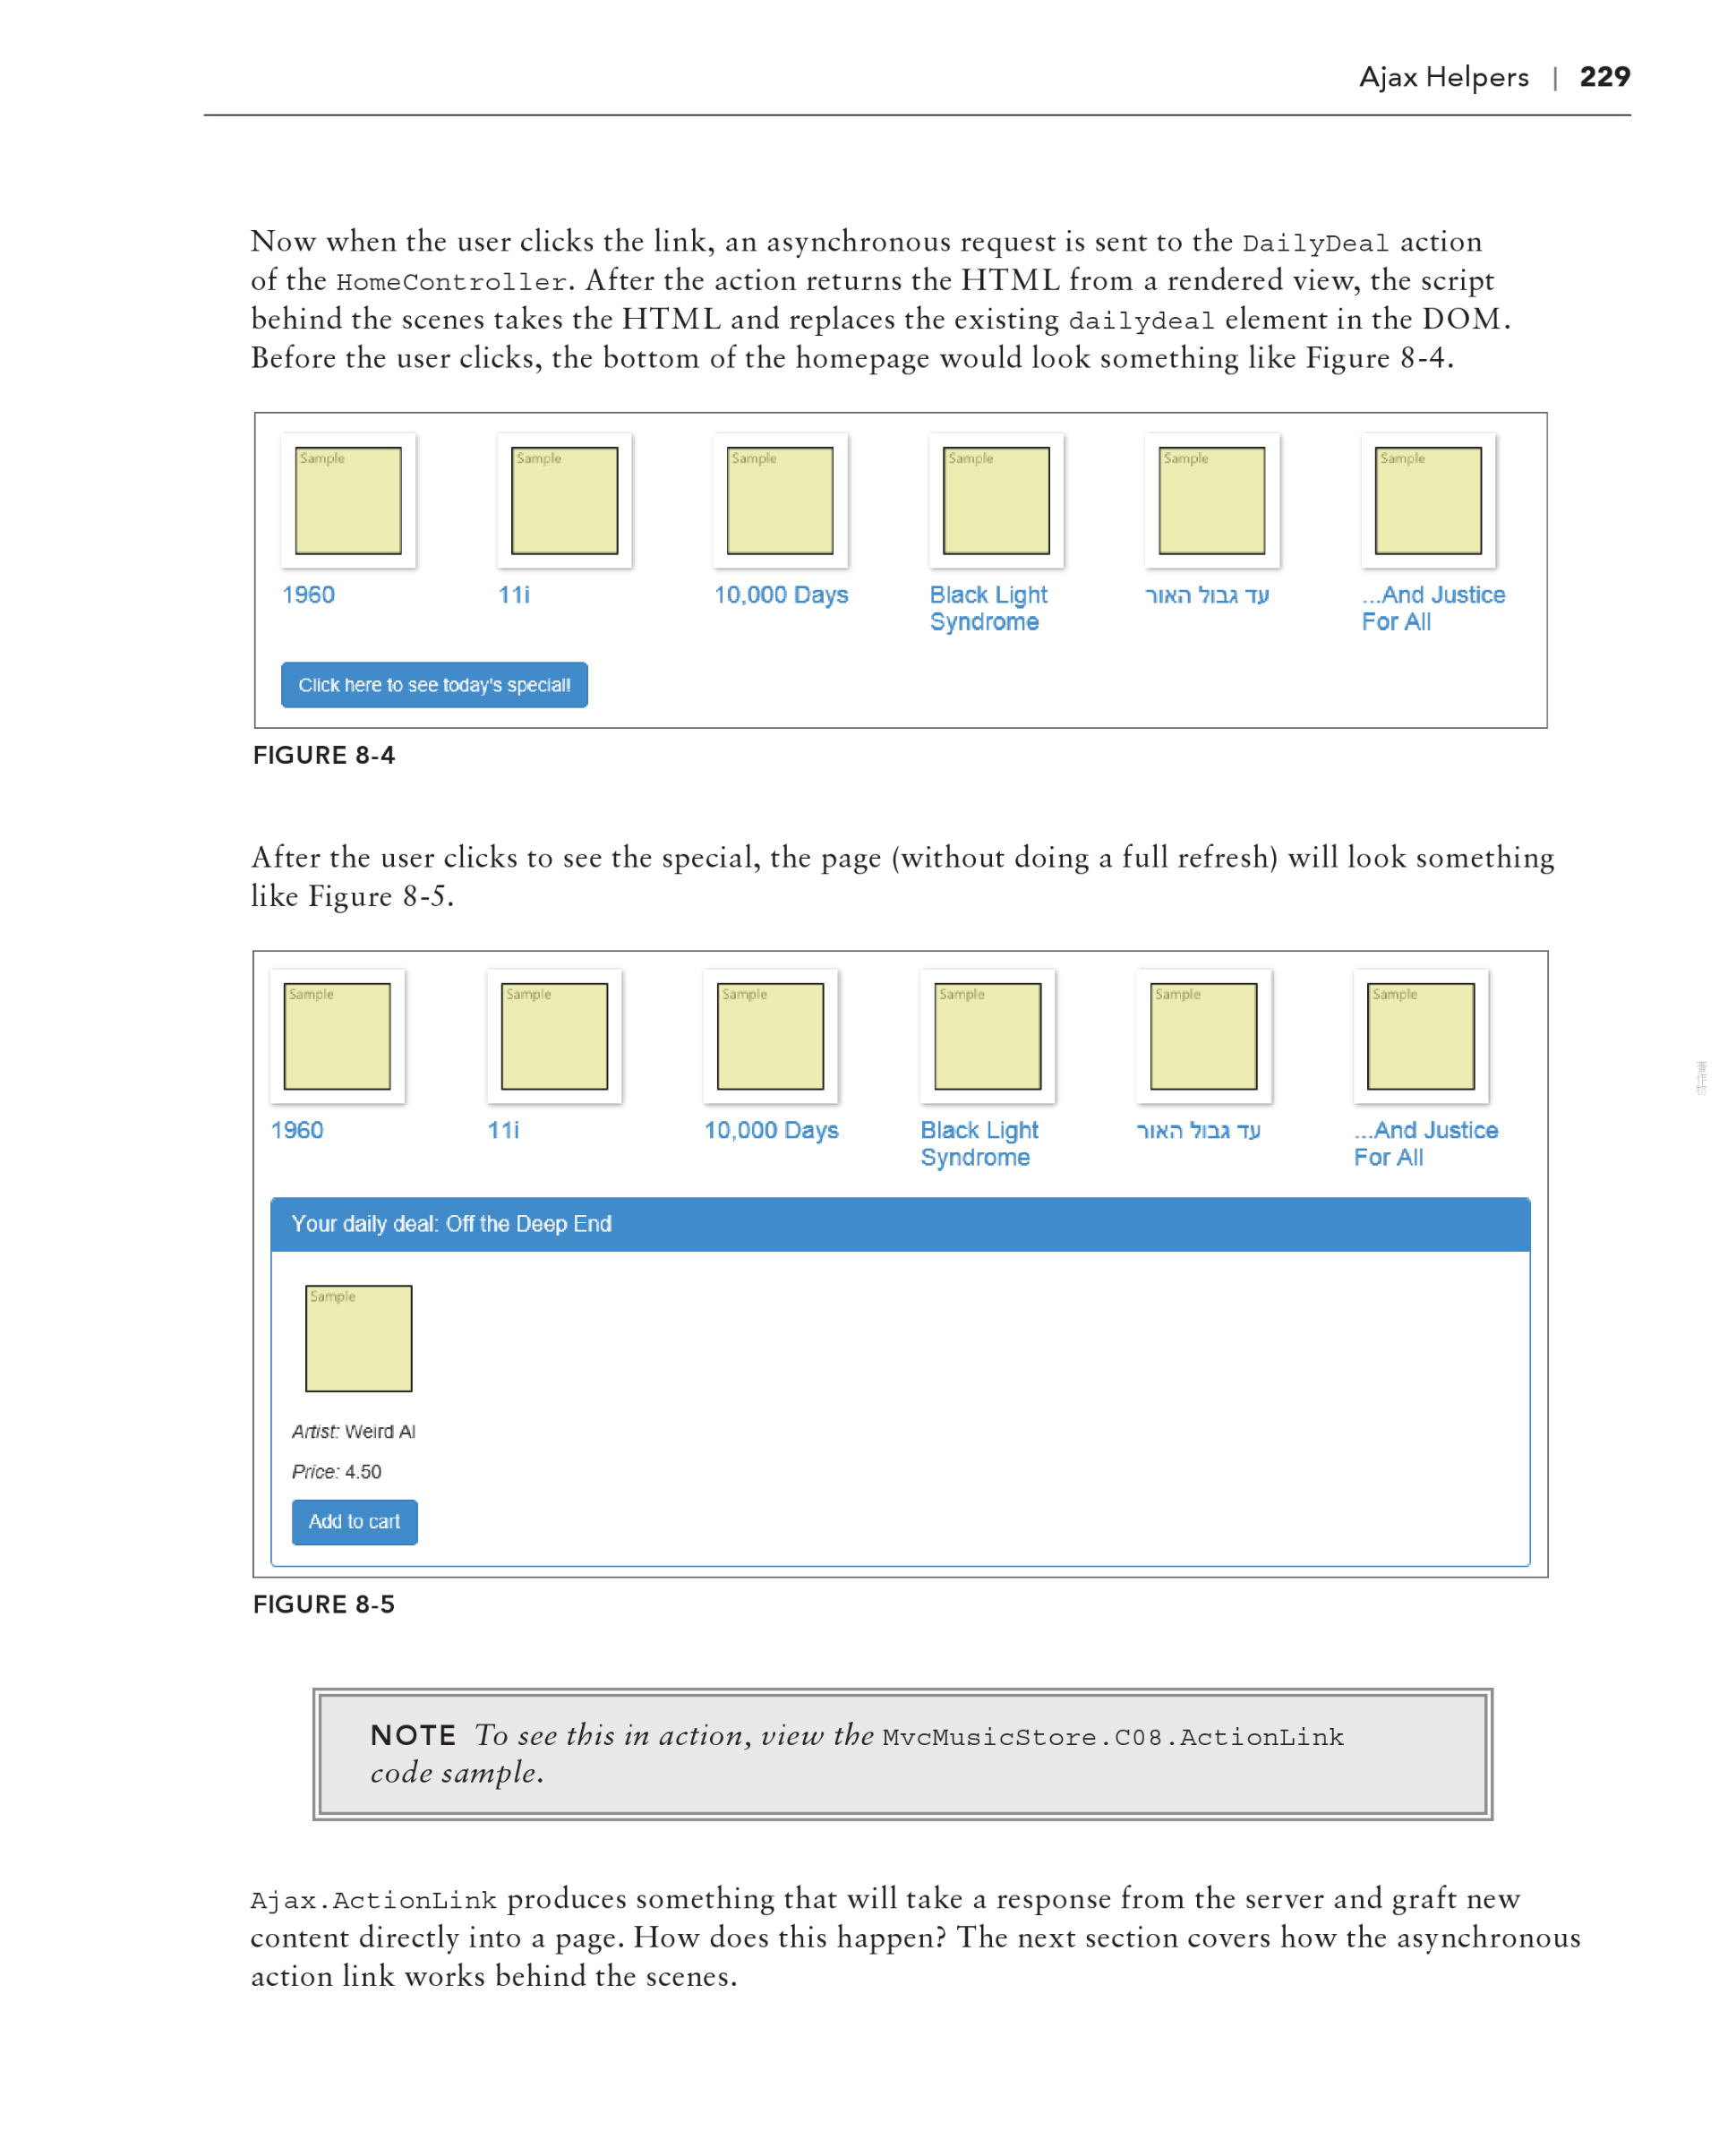 Ajax Helpers | 229
Now when the user clicks the link, an asynchronous request is sent to the DailyDeal action
of the HomeController. After the action returns the HTML from a rendered view, the script
behind the scenes takes the HTML and replaces the existing dailydeal element in the DOM.
Before the user clicks, the bottom of the homepage would look something like Figure 8-4.
Sample Sample Sample Sample Sample Sample
1960 11i 10,000 Days Black Light עד גבול האור ...And Justice
Syndrome For All
Click here to see today's special!
FIGURE 8-4
After the user clicks to see the special, the page (without doing a full refresh) will look something
like Figure 8-5.
Sample Sample Sample Sample Sample Sample
1960 11i 10,000 Days Black Light עד גבול האור ...And Justice
Syndrome For All
Your daily deal: Off the Deep End
Sample
Artist: Weird Al
Price: 4.50
Add to cart
FIGURE 8-5
NOTE To see this in action, view the MvcMusicStore.C08.ActionLink
code sample.
Ajax.ActionLink produces something that will take a response from the server and graft new
content directly into a page. How does this happen? The next section covers how the asynchronous
action link works behind the scenes.
著作物